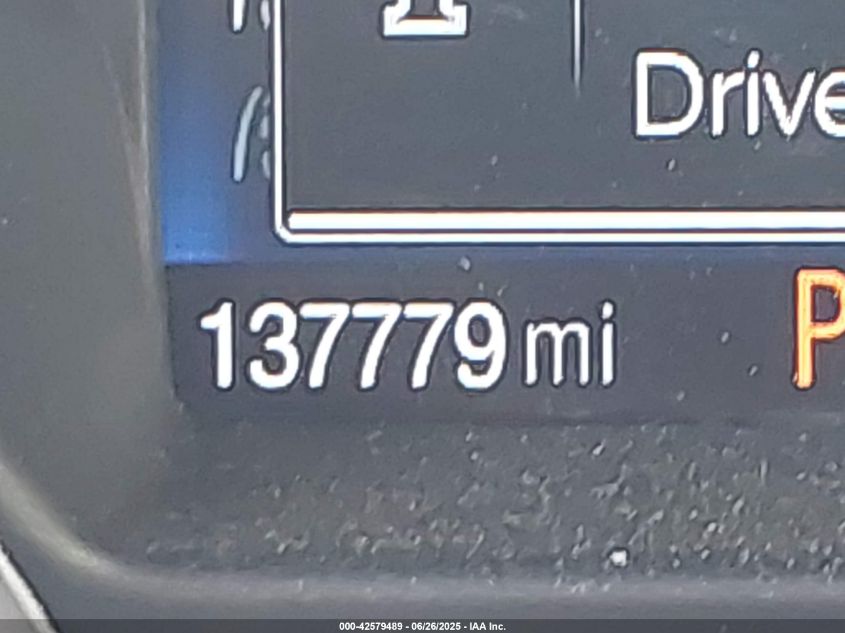 Drive
137779 mi
P
000-42579489 - 06/26/2025 - IAA Inc.